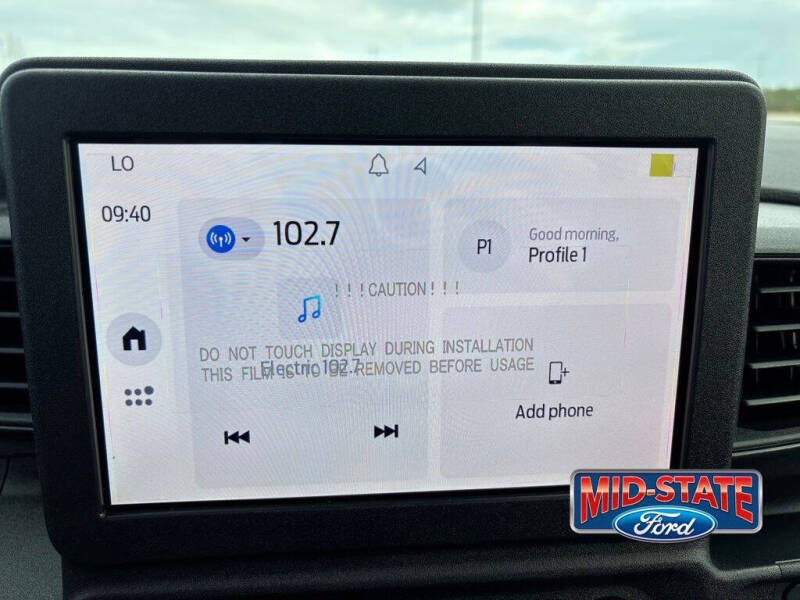 LO
09:40
102.7
Good morning,
P1
Profile 1
! ! ! CAUTION ! ! !
DO NOT TOUCH DISPLAY DURING INSTALLATION
Electric 102.7
THIS FILM IS TO BE REMOVED BEFORE USAGE
Add phone
MID-STATE
Ford